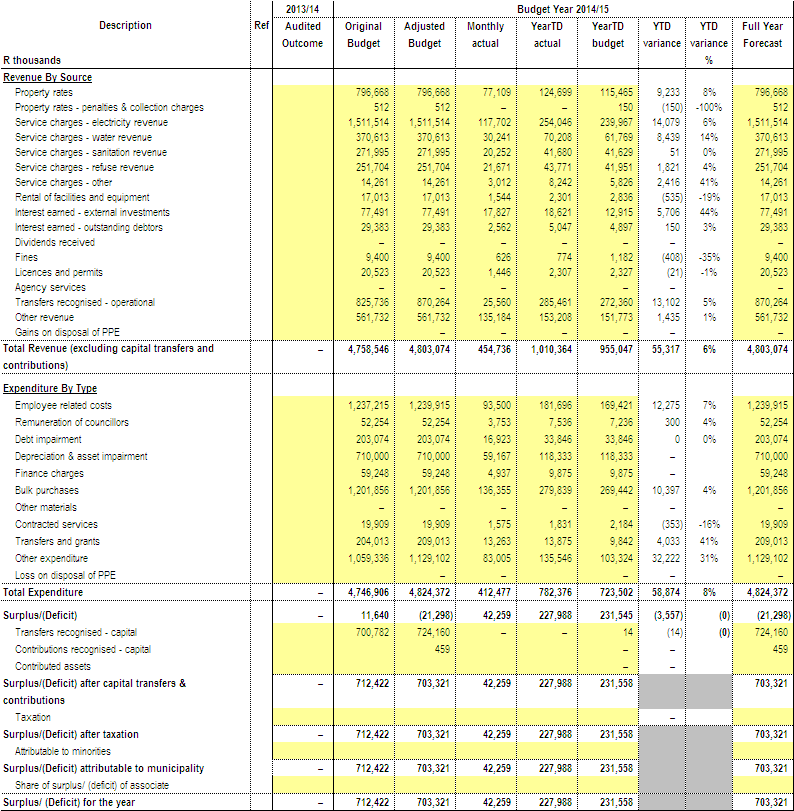 2013/14 Budget Year 2014/15
Description Ref Audited Original Adjusted Monthly YearTD YearTD YTD YTD Full Year
Outcome Budget Budget actual actual budget variance variance Forecast
R thousands %
Revenue By Source
Property rates 796,668 796,668 77,109 124,699 115,465 9,233 8% 796,668
Property rates - penalties & collection charges 512 512 – – 150 (150) -100% 512
Service charges - electricity revenue 1,511,514 1,511,514 117,702 254,046 239,967 14,079 6% 1,511,514
Service charges - water revenue 370,613 370,613 30,241 70,208 61,769 8,439 14% 370,613
Service charges - sanitation revenue 271,995 271,995 20,252 41,680 41,629 51 0% 271,995
Service charges - refuse revenue 251,704 251,704 21,671 43,771 41,951 1,821 4% 251,704
Service charges - other 14,261 14,261 3,012 8,242 5,826 2,416 41% 14,261
Rental of facilities and equipment 17,013 17,013 1,544 2,301 2,836 (535) -19% 17,013
Interest earned - external investments 77,491 77,491 17,827 18,621 12,915 5,706 44% 77,491
Interest earned - outstanding debtors 29,383 29,383 2,562 5,047 4,897 150 3% 29,383
Dividends received – – – – – –
Fines 9,400 9,400 626 774 1,182 (408) -35% 9,400
Licences and permits 20,523 20,523 1,446 2,307 2,327 (21) -1% 20,523
Agency services – – – – – –
Transfers recognised - operational 825,736 870,264 25,560 285,461 272,360 13,102 5% 870,264
Other revenue 561,732 561,732 135,184 153,208 151,773 1,435 1% 561,732
Gains on disposal of PPE – – – – – –
Total Revenue (excluding capital transfers and – 4,758,546 4,803,074 454,736 1,010,364 955,047 55,317 6% 4,803,074
contributions)
Expenditure By Type
Employee related costs 1,237,215 1,239,915 93,500 181,696 169,421 12,275 7% 1,239,915
Remuneration of councillors 52,254 52,254 3,753 7,536 7,236 300 4% 52,254
Debt impairment 203,074 203,074 16,923 33,846 33,846 0 0% 203,074
Depreciation & asset impairment 710,000 710,000 59,167 118,333 118,333 – 710,000
Finance charges 59,248 59,248 4,937 9,875 9,875 – 59,248
Bulk purchases 1,201,856 1,201,856 136,355 279,839 269,442 10,397 4% 1,201,856
Other materials – – – – – – –
Contracted services 19,909 19,909 1,575 1,831 2,184 (353) -16% 19,909
Transfers and grants 204,013 209,013 13,263 13,875 9,842 4,033 41% 209,013
Other expenditure 1,059,336 1,129,102 83,005 135,546 103,324 32,222 31% 1,129,102
Loss on disposal of PPE – – – – – –
Total Expenditure – 4,746,906 4,824,372 412,477 782,376 723,502 58,874 8% 4,824,372
Surplus/(Deficit) – 11,640 (21,298) 42,259 227,988 231,545 (3,557) (0) (21,298)
Transfers recognised - capital 700,782 724,160 – – 14 (14) (0) 724,160
Contributions recognised - capital 459 – – 459
Contributed assets – –
Surplus/(Deficit) after capital transfers & – 712,422 703,321 42,259 227,988 231,558 703,321
contributions
Taxation –
Surplus/(Deficit) after taxation – 712,422 703,321 42,259 227,988 231,558 703,321
Attributable to minorities
Surplus/(Deficit) attributable to municipality – 712,422 703,321 42,259 227,988 231,558 703,321
Share of surplus/ (deficit) of associate
Surplus/ (Deficit) for the year – 712,422 703,321 42,259 227,988 231,558 703,321